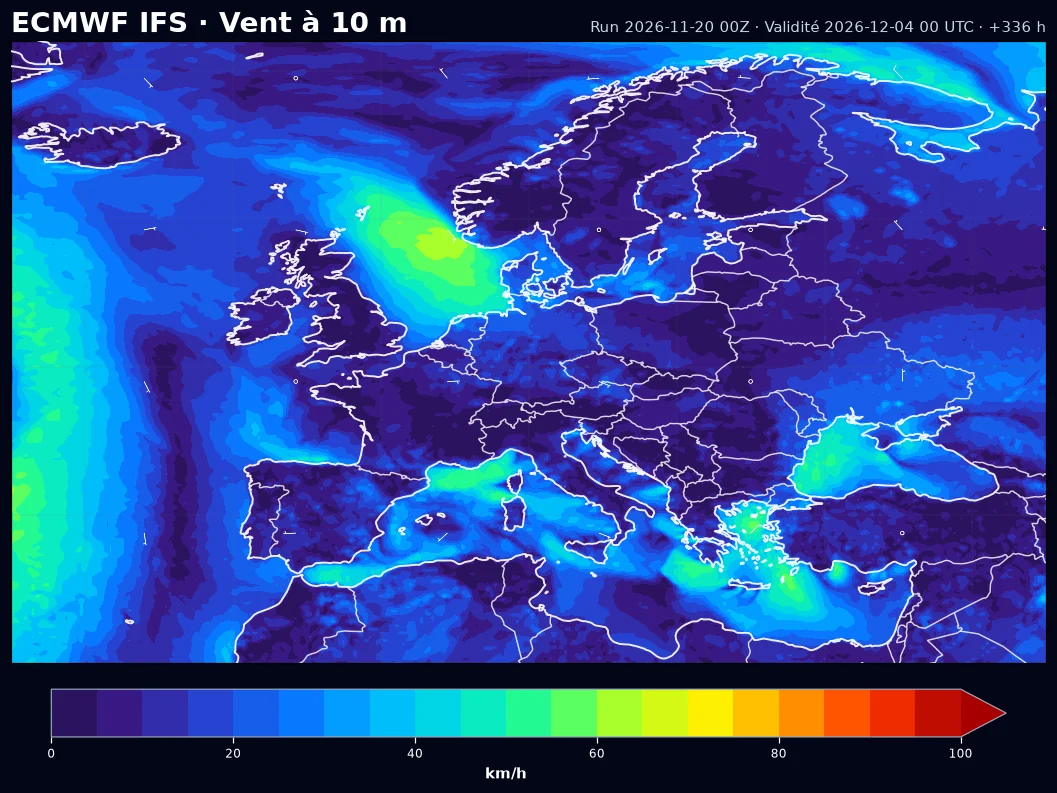 ECMWF IFS · Vent à 10 m
Run 2026-11-20 00Z · Validité 2026-12-04 00 UTC · +336 h
0 20 40 60 80 100
km/h